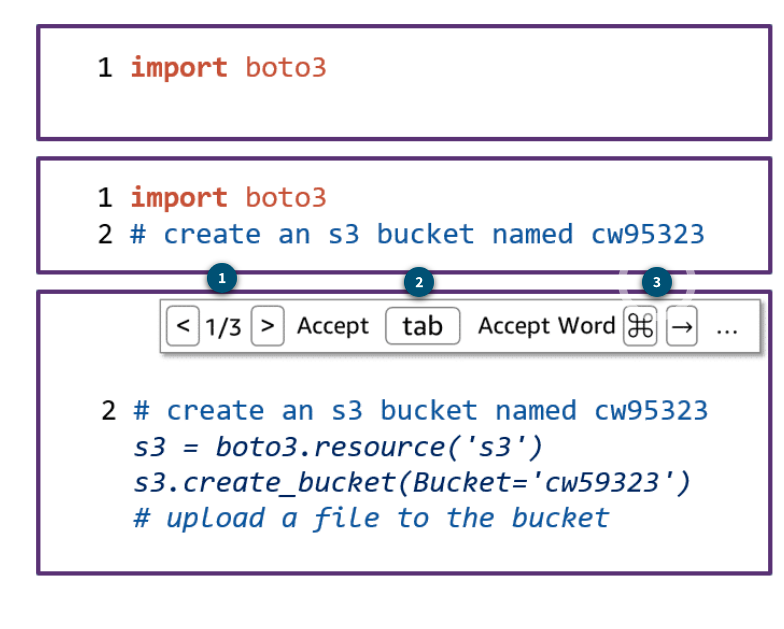 1 import boto3
1 import boto3
2 # create an s3 bucket named cw95323
1 2 3
< 1/3 > Accept tab Accept Word ⌘ → ...
2 # create an s3 bucket named cw95323
s3 = boto3.resource('s3')
s3.create_bucket(Bucket='cw59323')
# upload a file to the bucket